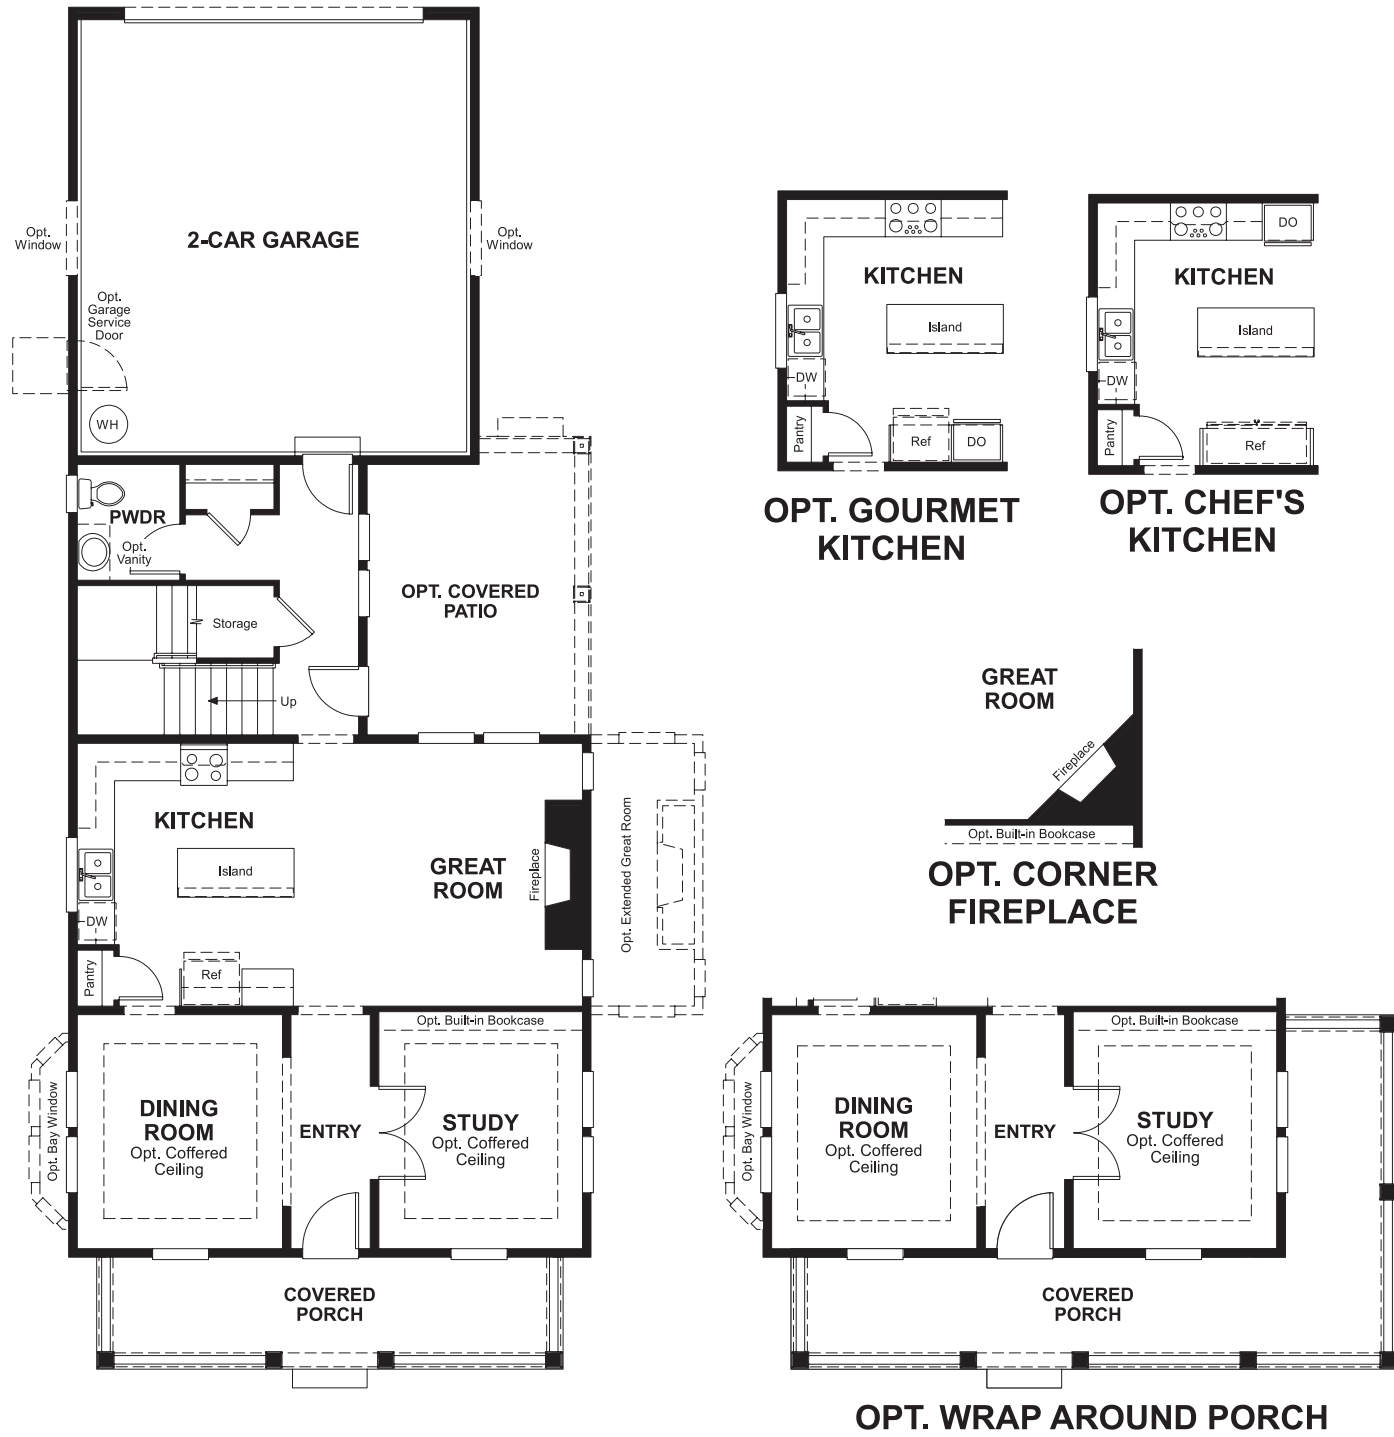 2-CAR GARAGE
Opt.
Window
Opt.
Window
Opt.
Garage
Service
Door
WH
PWDR
Opt.
Vanity
Storage
Up
OPT. COVERED
PATIO
KITCHEN
Island
DW
Pantry
Ref
GREAT
ROOM
Fireplace
Opt. Extended Great Room
Opt. Built-in Bookcase
Opt. Bay Window
DINING
ROOM
Opt. Coffered
Ceiling
ENTRY
STUDY
Opt. Coffered
Ceiling
COVERED
PORCH
KITCHEN
Island
DW
Pantry
Ref
DO
OPT. GOURMET
KITCHEN
DO
KITCHEN
Island
DW
Pantry
Ref
OPT. CHEF'S
KITCHEN
GREAT
ROOM
Fireplace
Opt. Built-in Bookcase
OPT. CORNER
FIREPLACE
Opt. Built-in Bookcase
Opt. Bay Window
DINING
ROOM
Opt. Coffered
Ceiling
ENTRY
STUDY
Opt. Coffered
Ceiling
COVERED
PORCH
OPT. WRAP AROUND PORCH